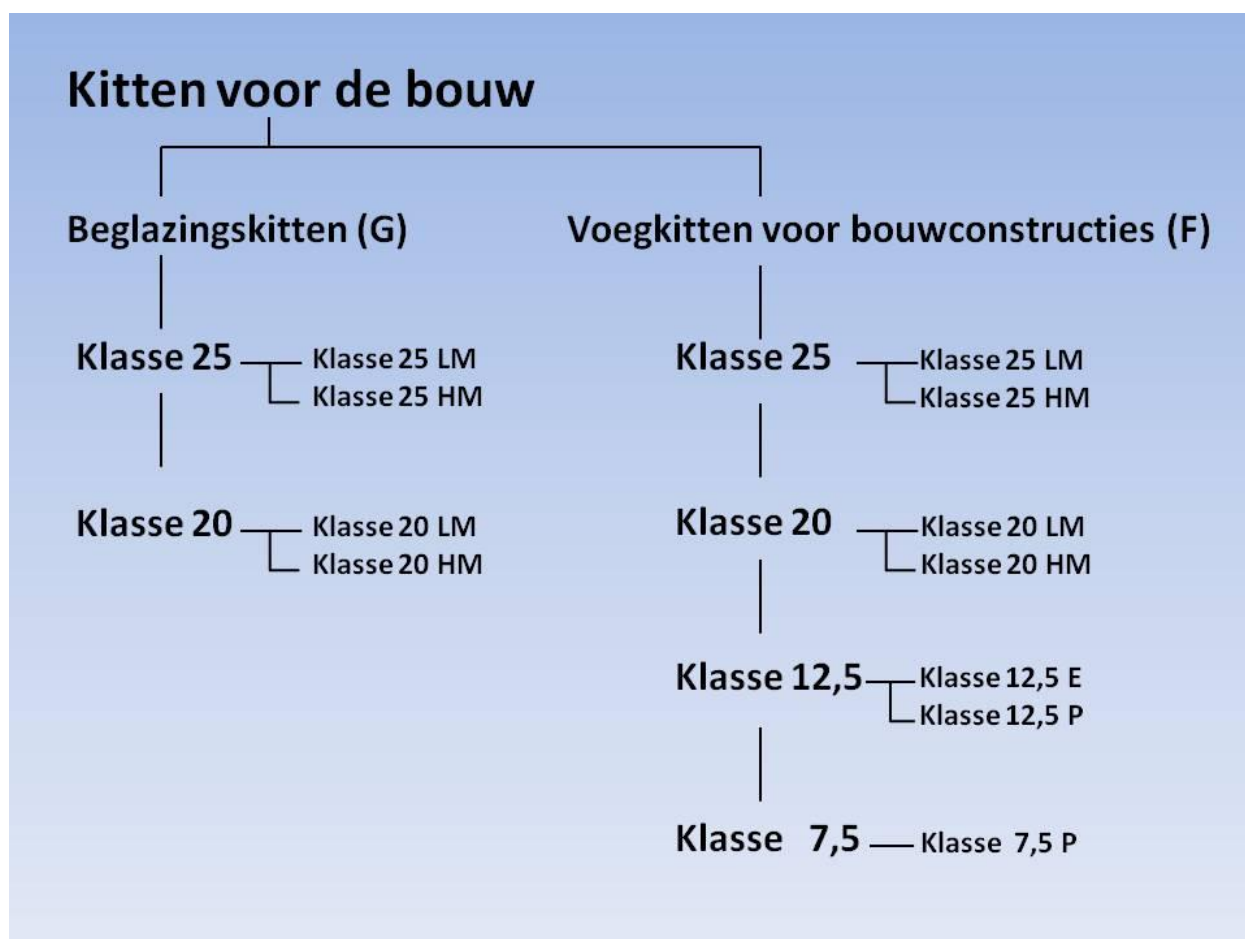 Kitten voor de bouw
Beglazingskitten (G)
Klasse 25
Klasse 25 LM
Klasse 25 HM
Klasse 20
Klasse 20 LM
Klasse 20 HM
Voegkitten voor bouwconstructies (F)
Klasse 25
Klasse 25 LM
Klasse 25 HM
Klasse 20
Klasse 20 LM
Klasse 20 HM
Klasse 12,5
Klasse 12,5 E
Klasse 12,5 P
Klasse 7,5
Klasse 7,5 P